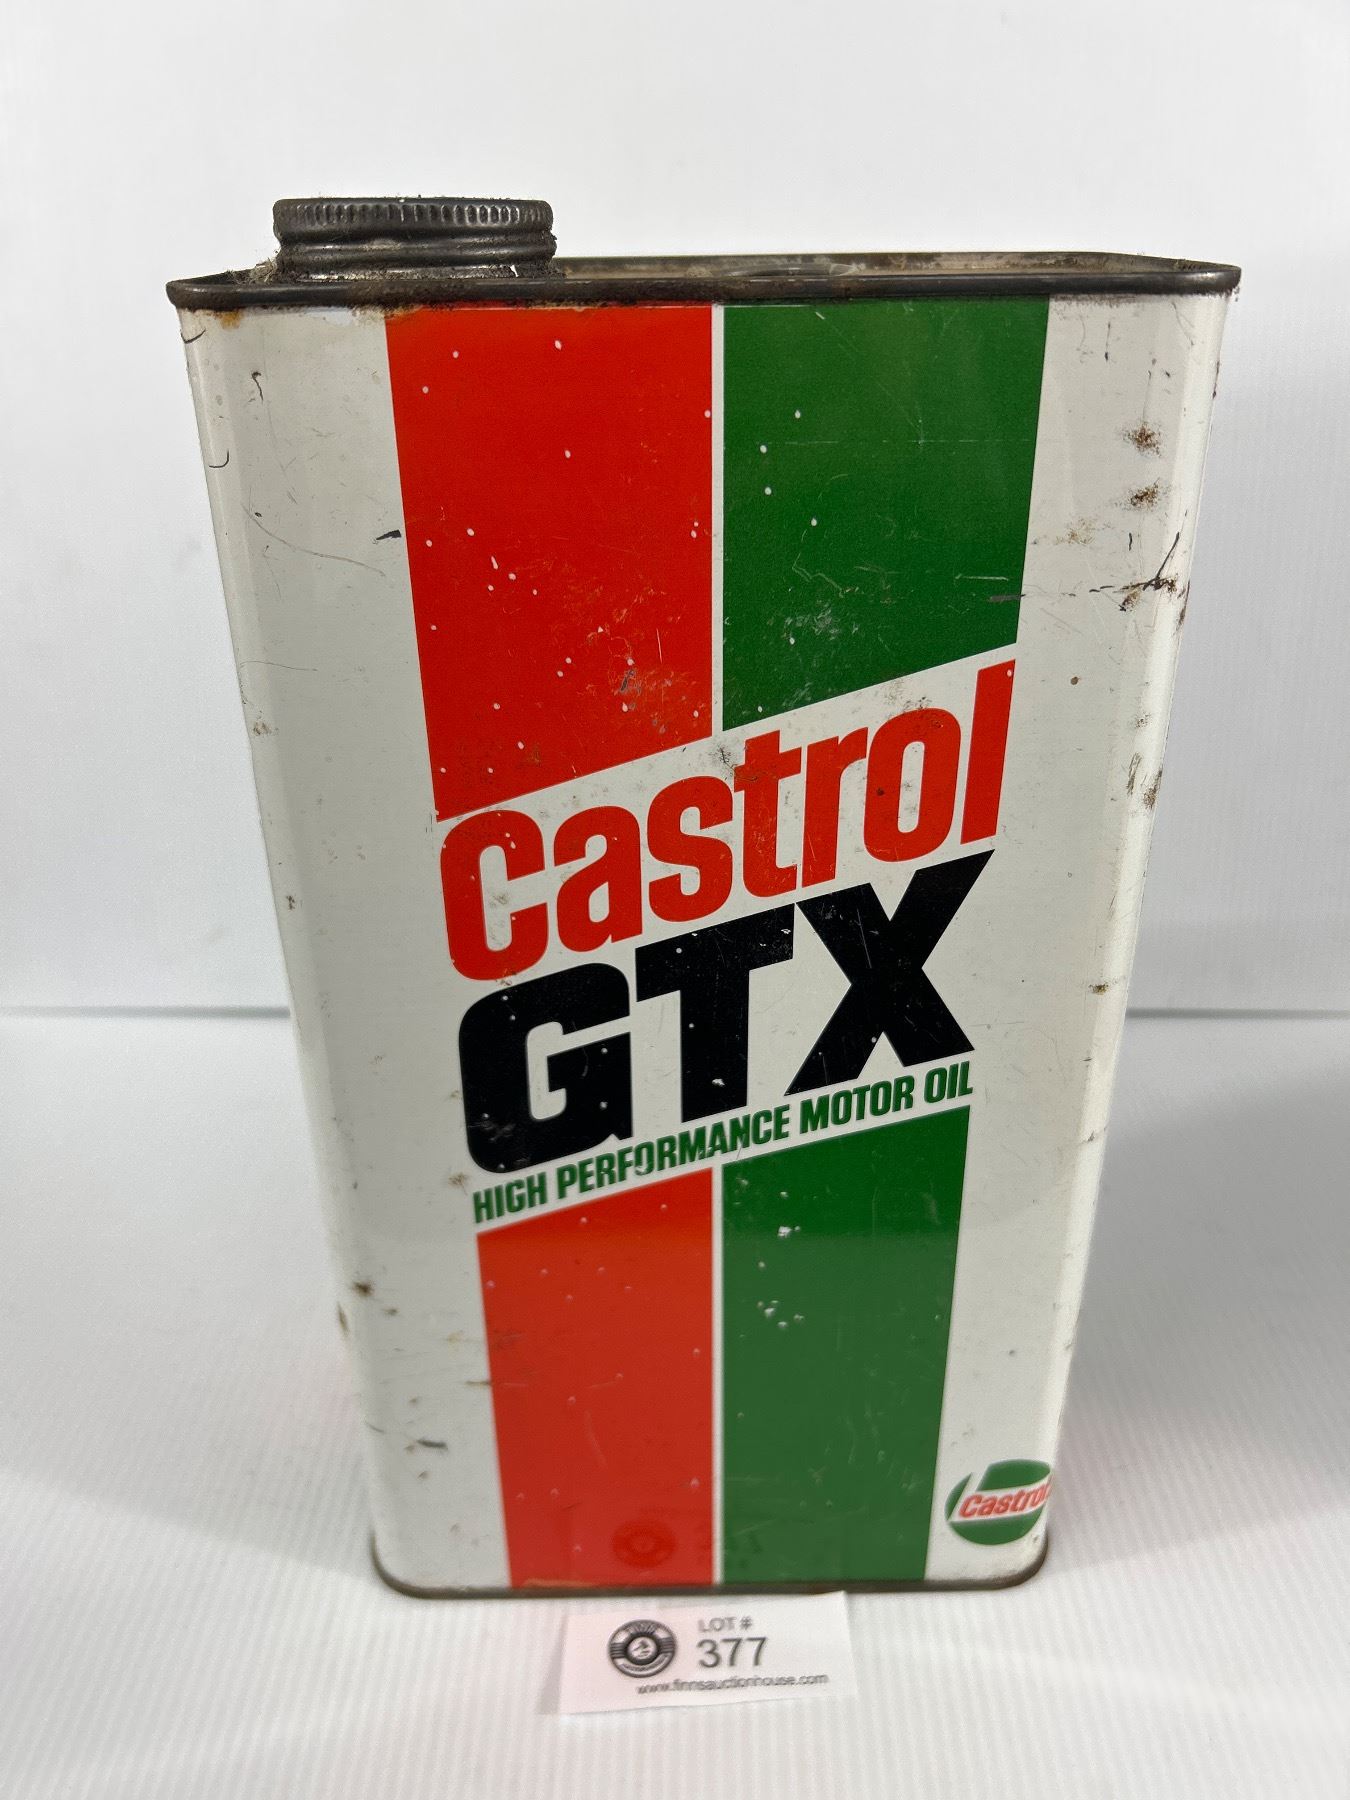 Castrol
GTX
HIGH PERFORMANCE MOTOR OIL
Castrol
LOT #
377
www.finnsauctionhouse.com